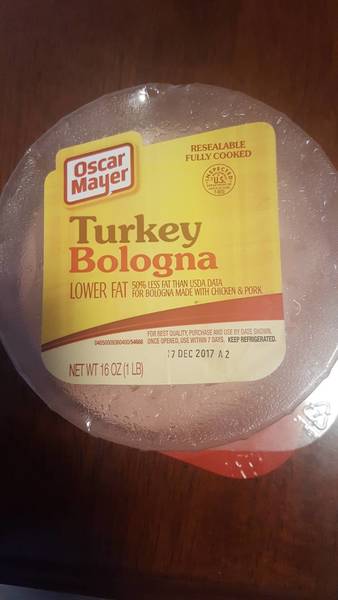 RESEALABLE
FULLY COOKED
Oscar
Mayer
INSPECTED
U.S.
Turkey
Bologna
LOWER FAT 50% LESS FAT THAN USDA DATA
FOR BOLOGNA MADE WITH CHICKEN & PORK
FOR BEST QUALITY, PURCHASE AND USE BY DATE SHOWN.
ONCE OPENED, USE WITHIN 7 DAYS. KEEP REFRIGERATED.
17 DEC 2017 A 2
NET WT 16 OZ (1 LB)